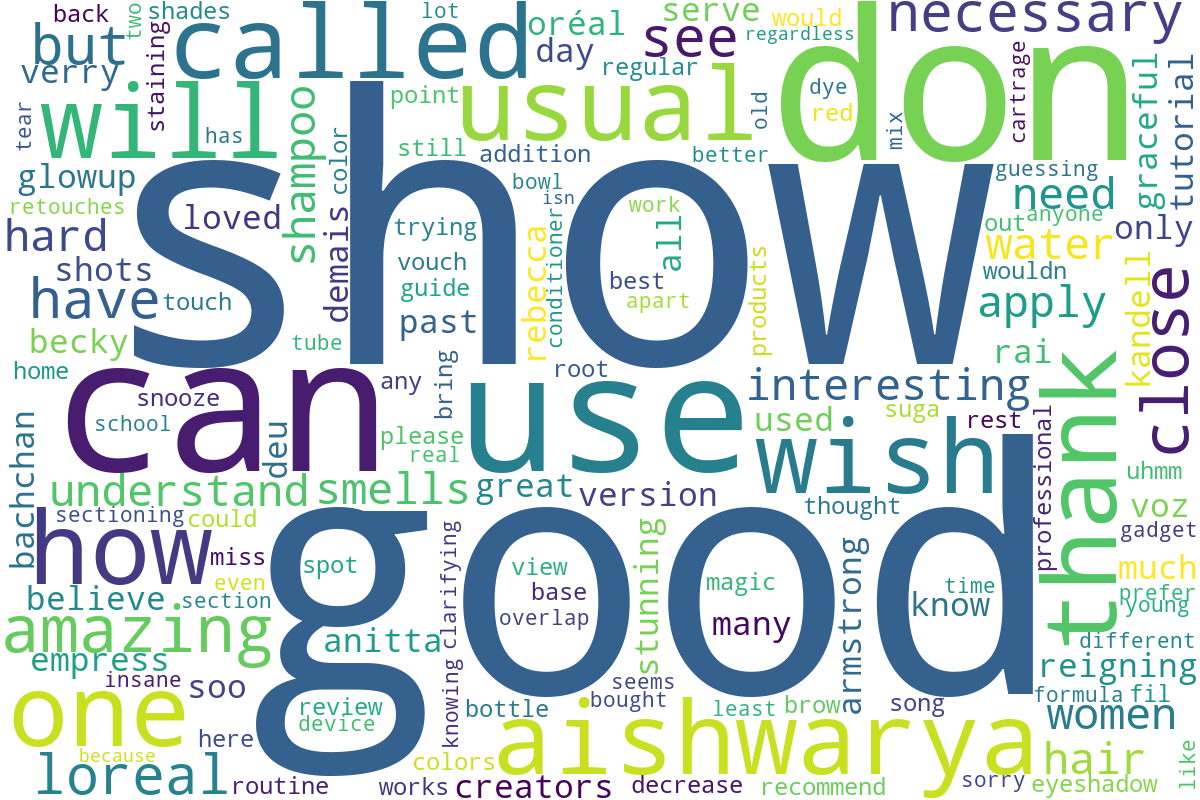 back
two
shades
lot
oréal
serve
would
necessary
but
called
day
see
regardless
verry
staining
regular
don
will
usual
point
old
dye
red
cartrage
graceful
tutorial
tear
has
shampoo
color
still
addition
mix
better
glowup
show
bowl
isn
guessing
need
retouches
loved
demais
trying
rebecca
conditioner
work
all
out
anyone
only
hard
water
shots
vouch
best
products
wouldn
have
touch
guide
apart
apply
kandell
close
past
becky
tube
rai
home
can
any
bring
root
use
interesting
thank
snooze
school
deu
please
real
used
suga
rest
wish
professional
bachchan
understand
smells
great
version
uhmm
how
sectioning
could
good
thought
voz
gadget
miss
clarifying
stunning
even
spot
view
magic
armstrong
time
much
prefer
believe
section
base
know
young
amazing
overlap
many
anitta
different
empress
reigning
insane
soo
seems
one
knowing
bought
formula
fil
review
bottle
aishwarya
least
brow
song
women
device
here
because
loreal
colors
hair
like
routine
works
creators
decrease
recommend
sorry
eyeshadow